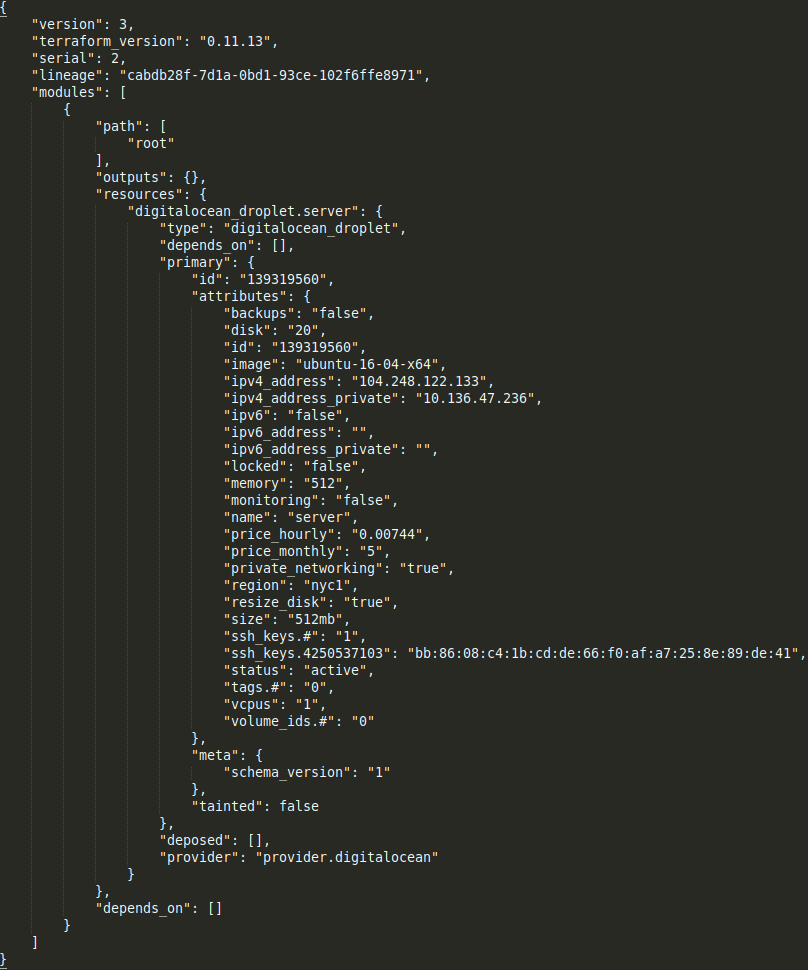 {
    "version": 3,
    "terraform_version": "0.11.13",
    "serial": 2,
    "lineage": "cabdb28f-7d1a-0bd1-93ce-102f6ffe8971",
    "modules": [
        {
            "path": [
                "root"
            ],
            "outputs": {},
            "resources": {
                "digitalocean_droplet.server": {
                    "type": "digitalocean_droplet",
                    "depends_on": [],
                    "primary": {
                        "id": "139319560",
                        "attributes": {
                            "backups": "false",
                            "disk": "20",
                            "id": "139319560",
                            "image": "ubuntu-16-04-x64",
                            "ipv4_address": "104.248.122.133",
                            "ipv4_address_private": "10.136.47.236",
                            "ipv6": "false",
                            "ipv6_address": "",
                            "ipv6_address_private": "",
                            "locked": "false",
                            "memory": "512",
                            "monitoring": "false",
                            "name": "server",
                            "price_hourly": "0.00744",
                            "price_monthly": "5",
                            "private_networking": "true",
                            "region": "nyc1",
                            "resize_disk": "true",
                            "size": "512mb",
                            "ssh_keys.#": "1",
                            "ssh_keys.4250537103": "bb:86:08:c4:1b:cd:de:66:f0:af:a7:25:8e:89:de:41",
                            "status": "active",
                            "tags.#": "0",
                            "vcpus": "1",
                            "volume_ids.#": "0"
                        },
                        "meta": {
                            "schema_version": "1"
                        },
                        "tainted": false
                    },
                    "deposed": [],
                    "provider": "provider.digitalocean"
                }
            },
            "depends_on": []
        }
    ]
}